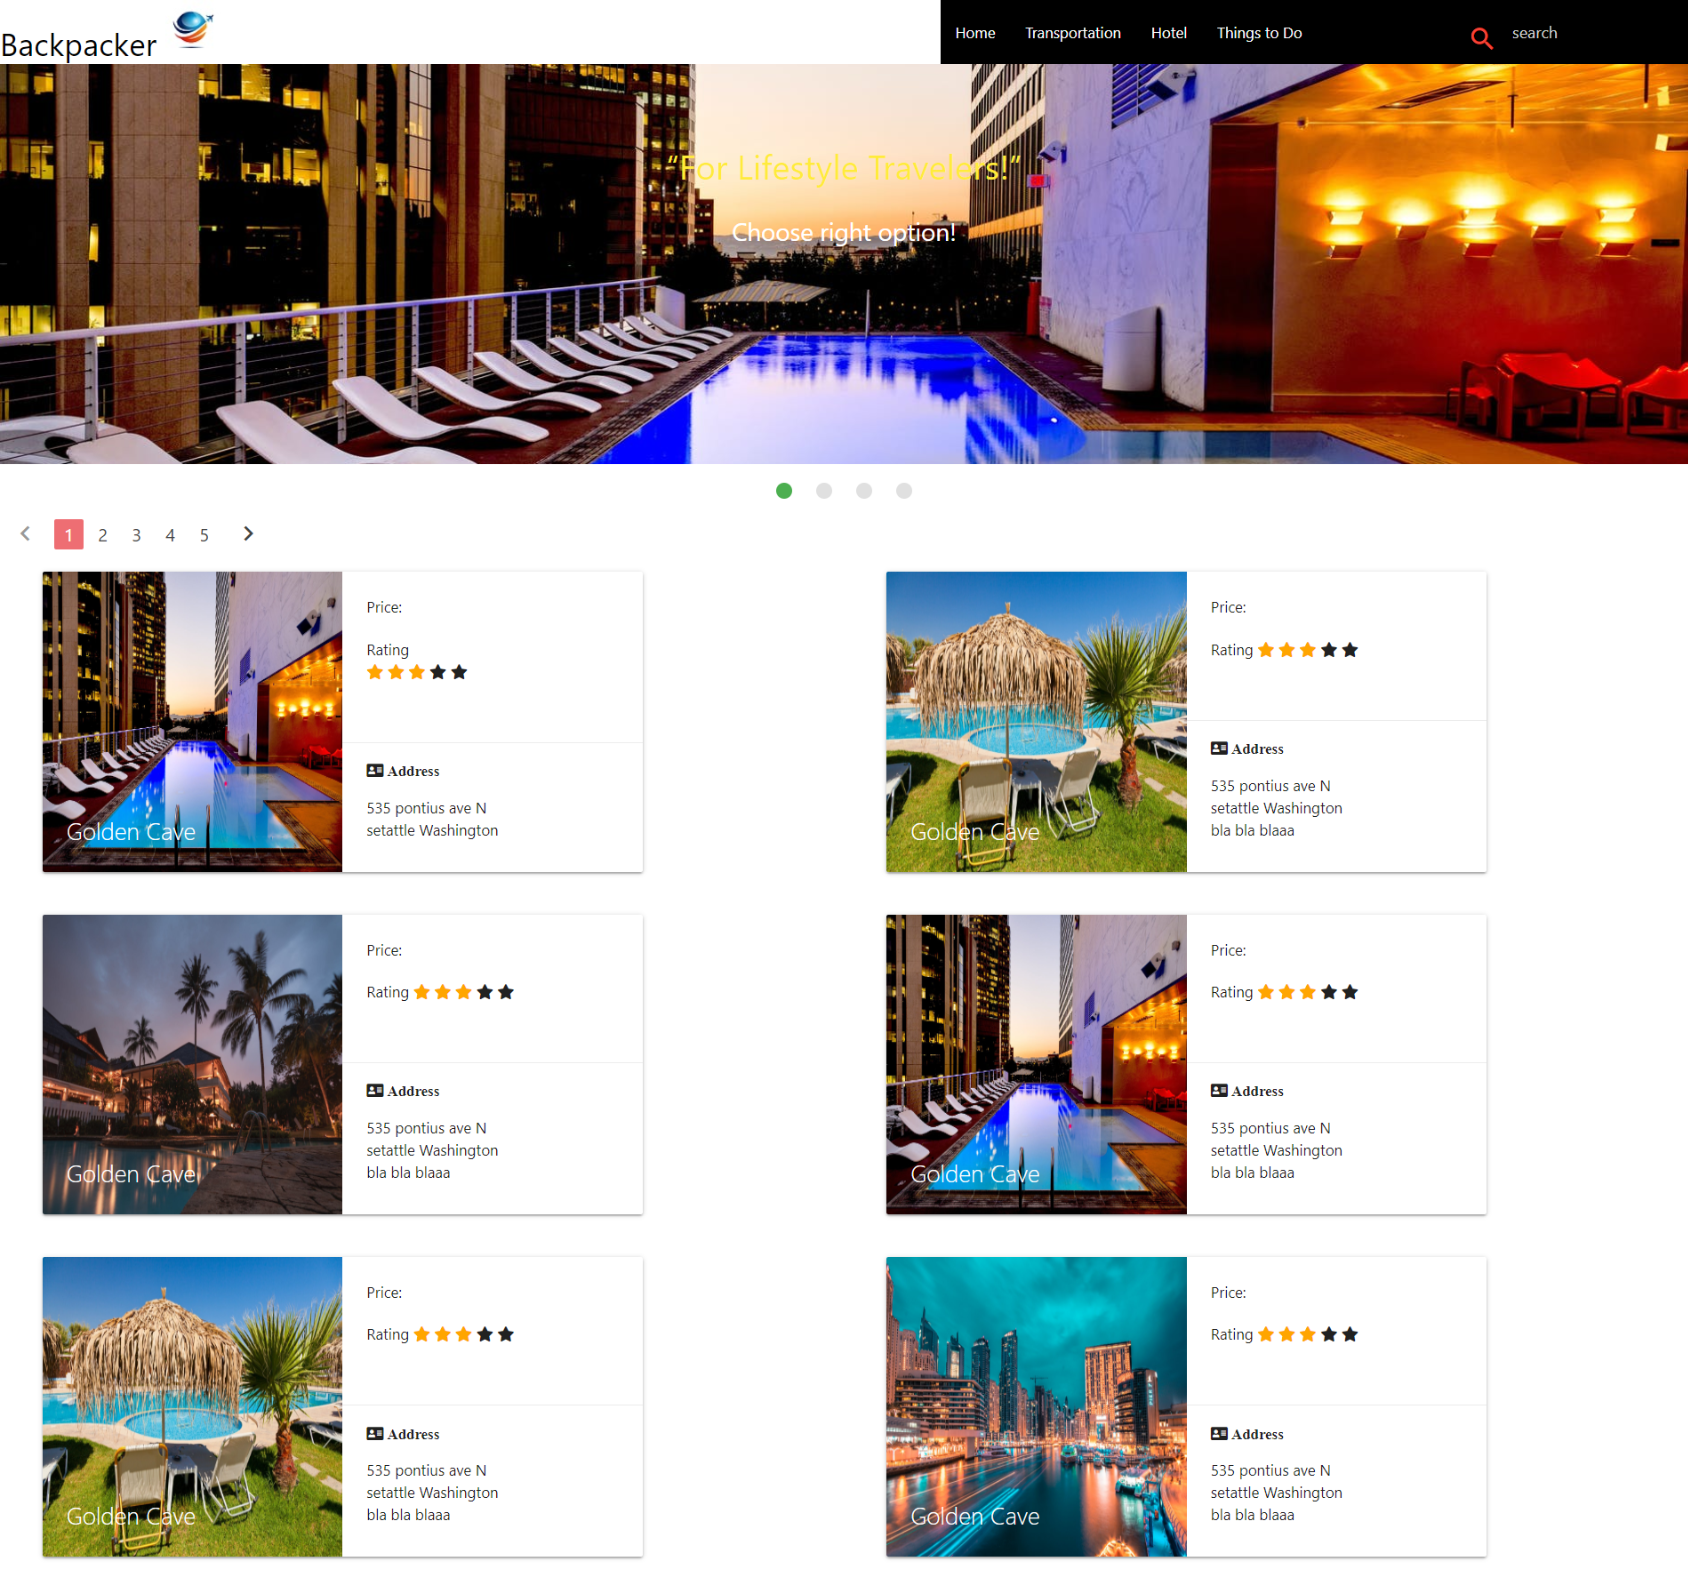 Backpacker
Home Transportation Hotel Things to Do search
“For Lifestyle Travelers!”
Choose right option!
1 2 3 4 5
Golden Cave
Price:
Rating
Address
535 pontius ave N
setattle Washington
Golden Cave
Price:
Rating
Address
535 pontius ave N
setattle Washington
bla bla blaaa
Golden Cave
Price:
Rating
Address
535 pontius ave N
setattle Washington
bla bla blaaa
Golden Cave
Price:
Rating
Address
535 pontius ave N
setattle Washington
bla bla blaaa
Golden Cave
Price:
Rating
Address
535 pontius ave N
setattle Washington
bla bla blaaa
Golden Cave
Price:
Rating
Address
535 pontius ave N
setattle Washington
bla bla blaaa